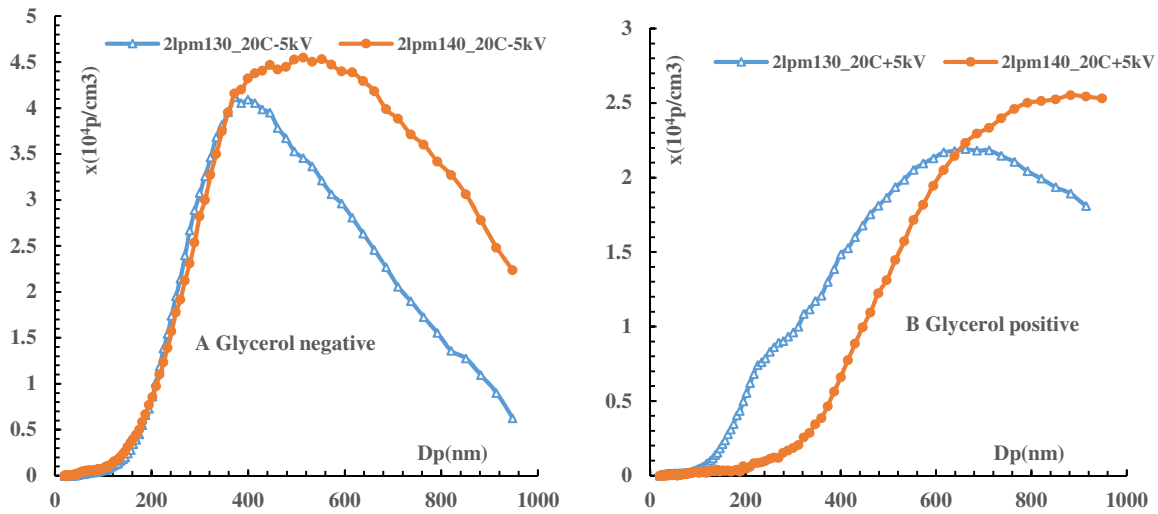 5
4.5
4
3.5
3
2.5
2
1.5
1
0.5
0
x(10⁴p/cm3)
2lpm130_20C-5kV 2lpm140_20C-5kV
A Glycerol negative
Dp(nm)
0 200 400 600 800 1000
3
2.5
2
1.5
1
0.5
0
x(10⁴p/cm3)
2lpm130_20C+5kV 2lpm140_20C+5kV
B Glycerol positive
Dp(nm)
0 200 400 600 800 1000